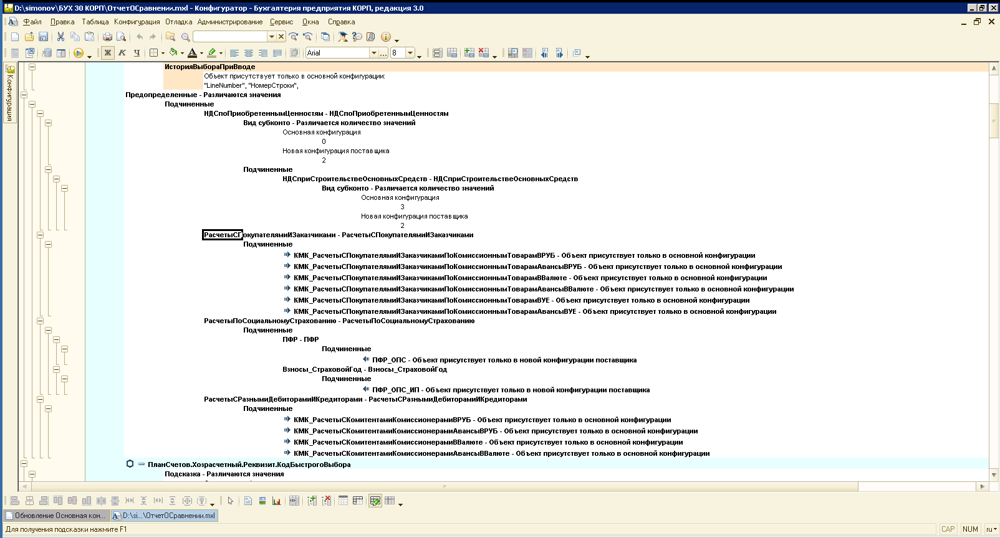 D:\simonov\БУХ 30 КОРП\ОтчетОСравнении.mxl - Конфигуратор - Бухгалтерия предприятия КОРП, редакция 3.0
Файл Правка Таблица Конфигурация Отладка Администрирование Сервис Окна Справка
Ж К Ч Arial 8
Конфигурация
ИсторияВыбораПриВводе
Объект присутствует только в основной конфигурации:
"LineNumber", "НомерСтроки",
Предопределенные - Различаются значения
Подчиненные
НДСпоПриобретеннымЦенностям - НДСпоПриобретеннымЦенностям
Вид субконто - Различается количество значений
Основная конфигурация
0
Новая конфигурация поставщика
2
Подчиненные
НДСприСтроительствеОсновныхСредств - НДСприСтроительствеОсновныхСредств
Вид субконто - Различается количество значений
Основная конфигурация
3
Новая конфигурация поставщика
2
РасчетыСПокупателямиИЗаказчиками - РасчетыСПокупателямиИЗаказчиками
Подчиненные
КМК_РасчетыСПокупателямиИЗаказчикамиПоКомиссионнымТоварамВРУБ - Объект присутствует только в основной конфигурации
КМК_РасчетыСПокупателямиИЗаказчикамиПоКомиссионнымТоварамАвансыВРУБ - Объект присутствует только в основной конфигурации
КМК_РасчетыСПокупателямиИЗаказчикамиПоКомиссионнымТоварамВВалюте - Объект присутствует только в основной конфигурации
КМК_РасчетыСПокупателямиИЗаказчикамиПоКомиссионнымТоварамАвансыВВалюте - Объект присутствует только в основной конфигурации
КМК_РасчетыСПокупателямиИЗаказчикамиПоКомиссионнымТоварамВУЕ - Объект присутствует только в основной конфигурации
КМК_РасчетыСПокупателямиИЗаказчикамиПоКомиссионнымТоварамАвансыВУЕ - Объект присутствует только в основной конфигурации
РасчетыПоСоциальномуСтрахованию - РасчетыПоСоциальномуСтрахованию
Подчиненные
ПФР - ПФР
Подчиненные
ПФР_ОПС - Объект присутствует только в новой конфигурации поставщика
Взносы_СтраховойГод - Взносы_СтраховойГод
Подчиненные
ПФР_ОПС_ИП - Объект присутствует только в новой конфигурации поставщика
РасчетыСРазнымиДебиторамиИКредиторами - РасчетыСРазнымиДебиторамиИКредиторами
Подчиненные
КМК_РасчетыСКомитентамиКомиссионерамиВРУБ - Объект присутствует только в основной конфигурации
КМК_РасчетыСКомитентамиКомиссионерамиАвансыВРУБ - Объект присутствует только в основной конфигурации
КМК_РасчетыСКомитентамиКомиссионерамиВВалюте - Объект присутствует только в основной конфигурации
КМК_РасчетыСКомитентамиКомиссионерамиАвансыВВалюте - Объект присутствует только в основной конфигурации
ПланСчетов.Хозрасчетный.Реквизит.КодБыстрогоВыбора
Подсказка - Различаются значения
Обновление Основная кон... D:\si...\ОтчетОСравнении.mxl
Для получения подсказки нажмите F1 CAP NUM ru